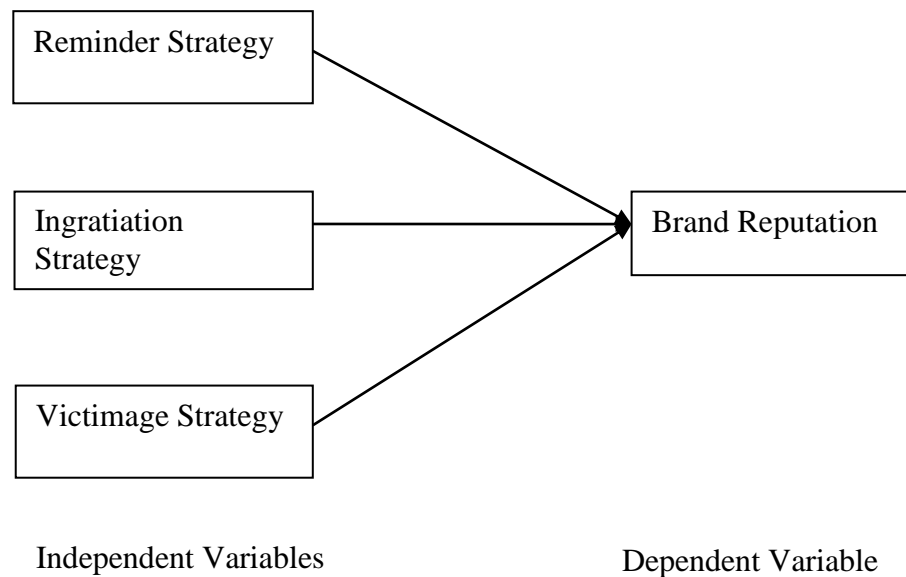 Reminder Strategy
Ingratiation
Strategy
Brand Reputation
Victimage Strategy
Independent Variables
Dependent Variable